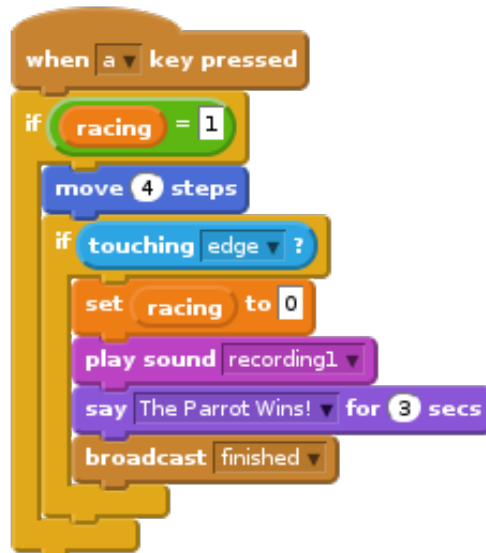 when a key pressed
if racing = 1
move 4 steps
if touching edge ?
set racing to 0
play sound recording1
say The Parrot Wins! for 3 secs
broadcast finished